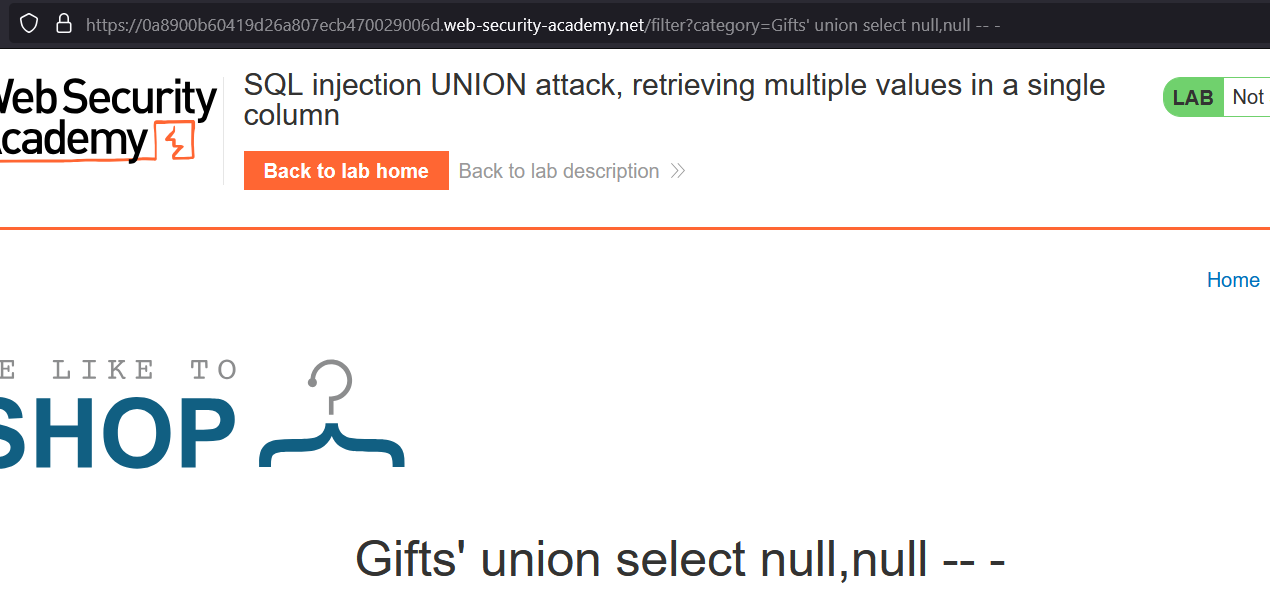 https://0a8900b60419d26a807ecb470029006d.web-security-academy.net/filter?category=Gifts' union select null,null -- -
Web Security
Academy
SQL injection UNION attack, retrieving multiple values in a single
column
LAB Not
Back to lab home Back to lab description
Home
E LIKE TO
SHOP
Gifts' union select null,null -- -